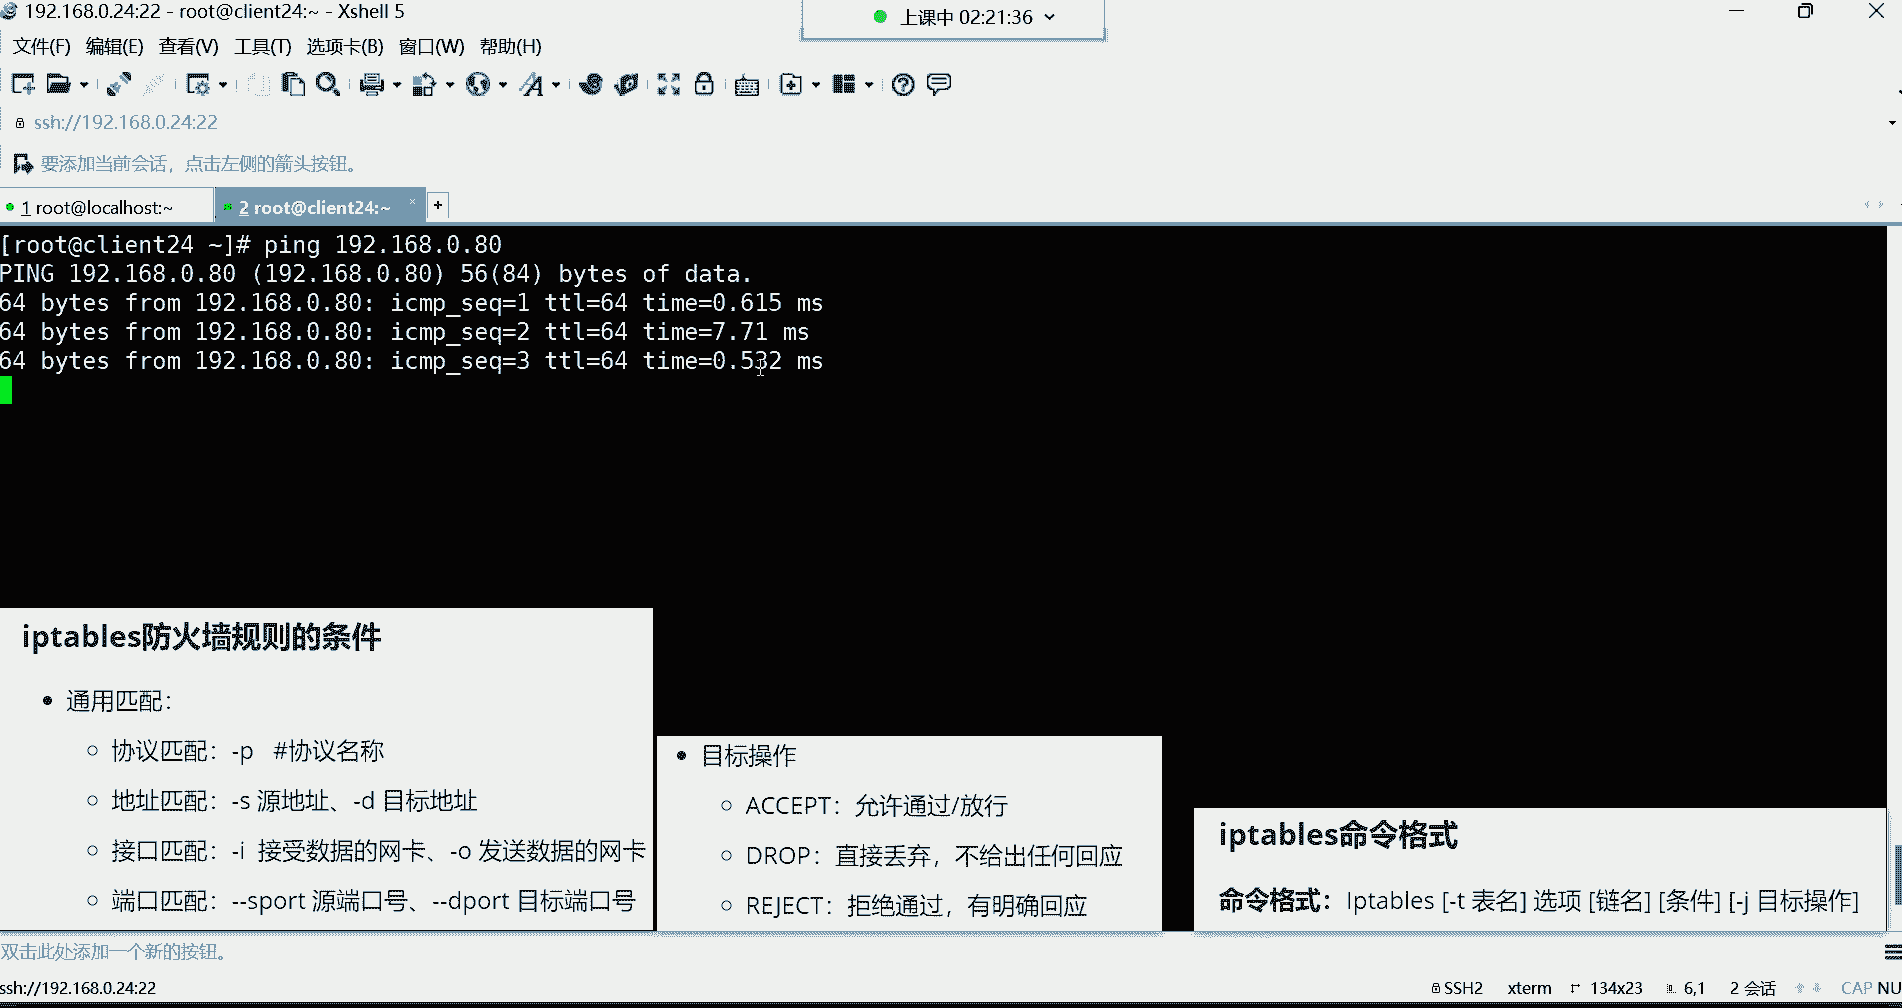 192.168.0.24:22 - root@client24:~ - Xshell 5
上课中 02:21:36
文件(F) 编辑(E) 查看(V) 工具(T) 选项卡(B) 窗口(W) 帮助(H)
ssh://192.168.0.24:22
要添加当前会话，点击左侧的箭头按钮。
1 root@localhost:~
2 root@client24:~ × +
[root@client24 ~]# ping 192.168.0.80
PING 192.168.0.80 (192.168.0.80) 56(84) bytes of data.
64 bytes from 192.168.0.80: icmp_seq=1 ttl=64 time=0.615 ms
64 bytes from 192.168.0.80: icmp_seq=2 ttl=64 time=7.71 ms
64 bytes from 192.168.0.80: icmp_seq=3 ttl=64 time=0.532 ms
iptables防火墙规则的条件
• 通用匹配：
○ 协议匹配：-p #协议名称
○ 地址匹配：-s 源地址、-d 目标地址
○ 接口匹配：-i 接受数据的网卡、-o 发送数据的网卡
○ 端口匹配：--sport 源端口号、--dport 目标端口号
• 目标操作
○ ACCEPT：允许通过/放行
○ DROP：直接丢弃，不给出任何回应
○ REJECT：拒绝通过，有明确回应
iptables命令格式
命令格式：Iptables [-t 表名] 选项 [链名] [条件] [-j 目标操作]
双击此处添加一个新的按钮。
ssh://192.168.0.24:22
SSH2 xterm 134x23 6,1 2 会话 CAP NU